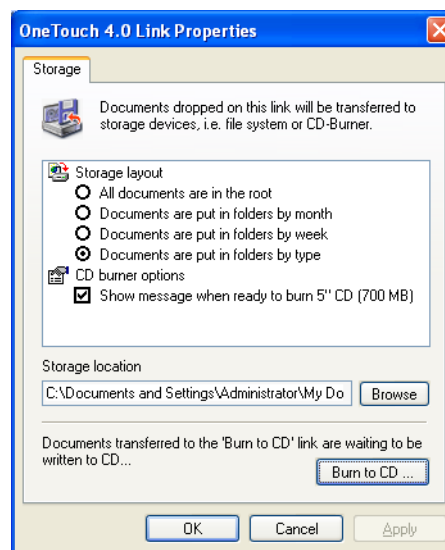 OneTouch 4.0 Link Properties
Storage
Documents dropped on this link will be transferred to
storage devices, i.e. file system or CD-Burner.
Storage layout
All documents are in the root
Documents are put in folders by month
Documents are put in folders by week
Documents are put in folders by type
CD burner options
Show message when ready to burn 5" CD (700 MB)
Storage location
C:\Documents and Settings\Administrator\My Do
Browse
Documents transferred to the 'Burn to CD' link are waiting to be
written to CD...
Burn to CD ...
OK
Cancel
Apply